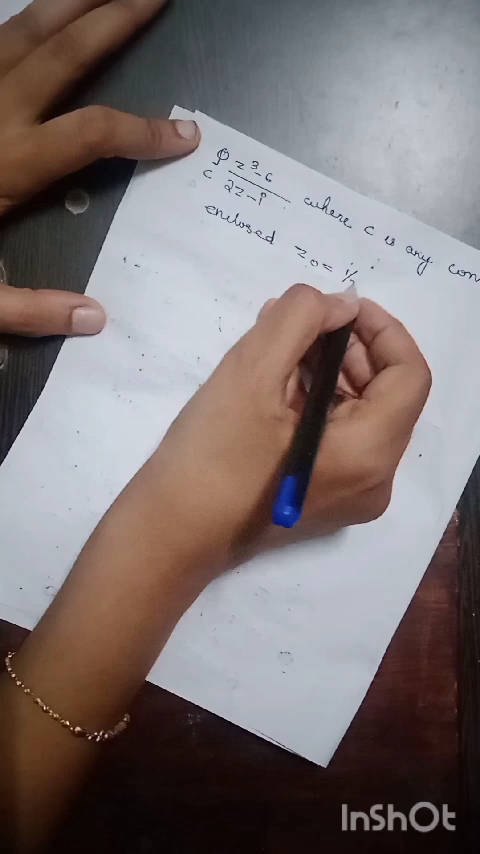 ∮ z³-6 where c is any con
c 2z-i
enclosed z₀ = i/2
InShOt